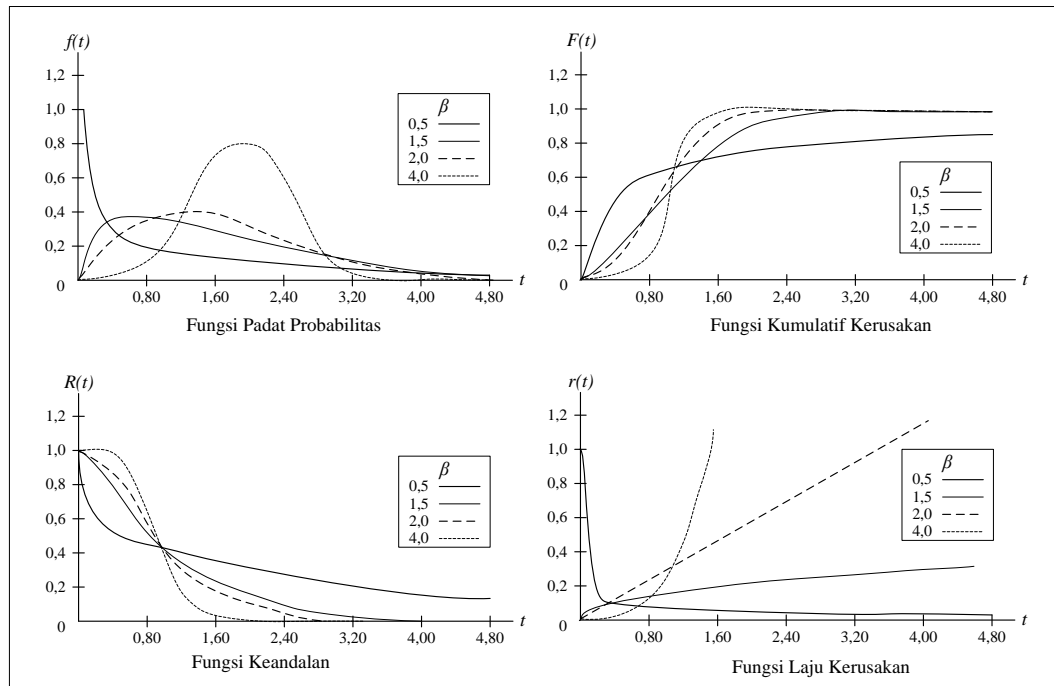 f(t)
1,2
1,0
0,8
0,6
0,4
0,2
0
0,80 1,60 2,40 3,20 4,00 4,80 t
β
0,5
1,5
2,0
4,0
Fungsi Padat Probabilitas
F(t)
1,2
1,0
0,8
0,6
0,4
0,2
0
0,80 1,60 2,40 3,20 4,00 4,80 t
β
0,5
1,5
2,0
4,0
Fungsi Kumulatif Kerusakan
R(t)
1,2
1,0
0,8
0,6
0,4
0,2
0
0,80 1,60 2,40 3,20 4,00 4,80 t
β
0,5
1,5
2,0
4,0
Fungsi Keandalan
r(t)
1,2
1,0
0,8
0,6
0,4
0,2
0
0,80 1,60 2,40 3,20 4,00 4,80 t
β
0,5
1,5
2,0
4,0
Fungsi Laju Kerusakan